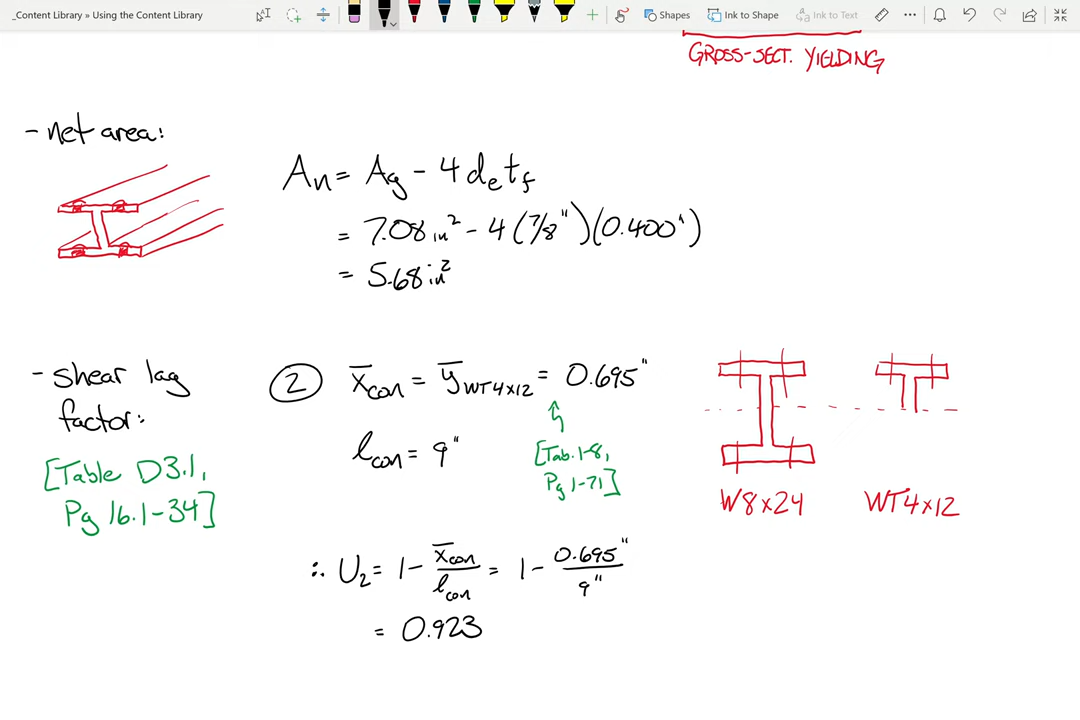 _Content Library » Using the Content Library
Shapes
Ink to Shape
Ink to Text
GROSS-SECT. YIELDING
- net area:
An = Ag - 4 de tf
= 7.08 in² - 4 (7/8") (0.400")
= 5.68 in²
- shear lag
factor:
[Table D3.1,
Pg 16.1-34]
② x̄con = ȳWT4x12 = 0.695"
lcon = 9"
[Tab. 1-8,
Pg 1-71]
W8x24
WT4x12
∴ U₂ = 1 - x̄con/lcon = 1 - 0.695"/9"
= 0.923